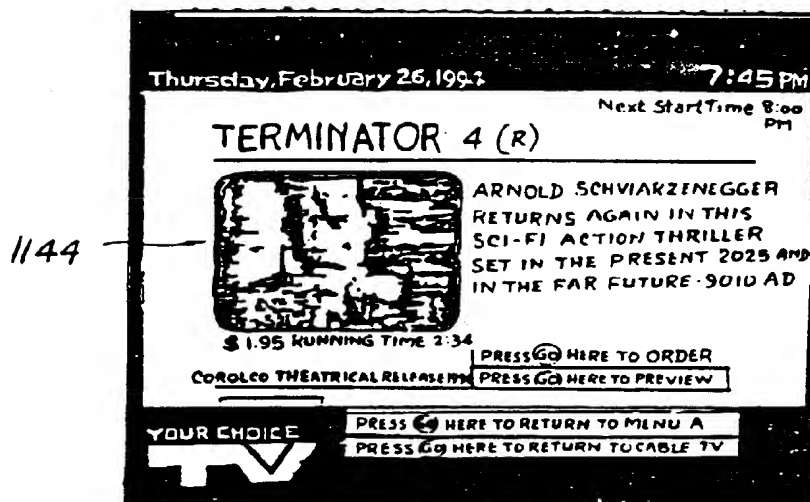 Thursday, February 26, 199
7:45 PM
Next Start Time 8:00 PM
TERMINATOR 4 (R)
1144
ARNOLD SCHVIARZENEGGER
RETURNS AGAIN IN THIS
SCI-FI ACTION THRILLER
SET IN THE PRESENT 2025 AND
IN THE FAR FUTURE-9010 AD
$1.95 RUNNING TIME 2:34
PRESS GO HERE TO ORDER
COROLCO THEATRICAL RELEASE
PRESS GO HERE TO PREVIEW
YOUR CHOICE
TV
PRESS GO HERE TO RETURN TO MENU A
PRESS GO HERE TO RETURN TO CABLE TV